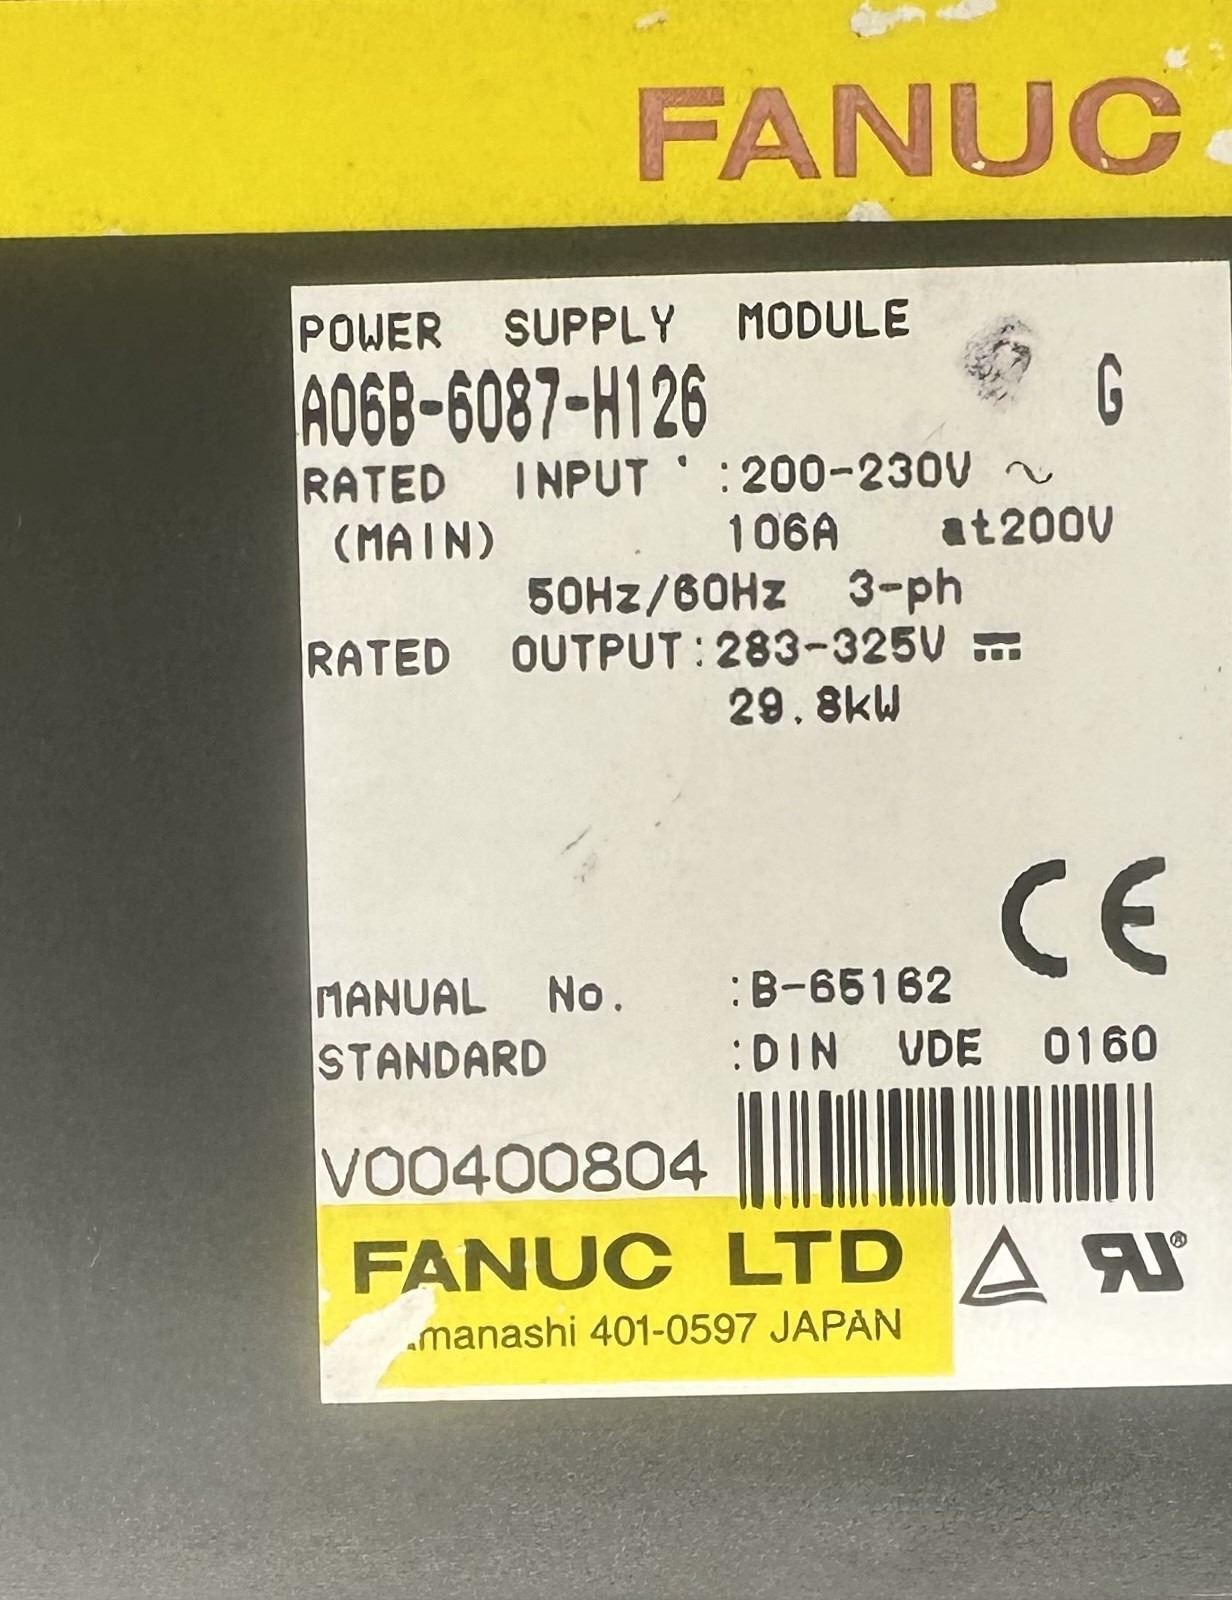 FANUC
POWER SUPPLY MODULE
A06B-6087-H126 G
RATED INPUT :200-230V ~
(MAIN) 106A at200V
50Hz/60Hz 3-ph
RATED OUTPUT:283-325V ⎓
29.8kW
CE
MANUAL No. :B-65162
STANDARD :DIN VDE 0160
V00400804
FANUC LTD
manashi 401-0597 JAPAN
RU®